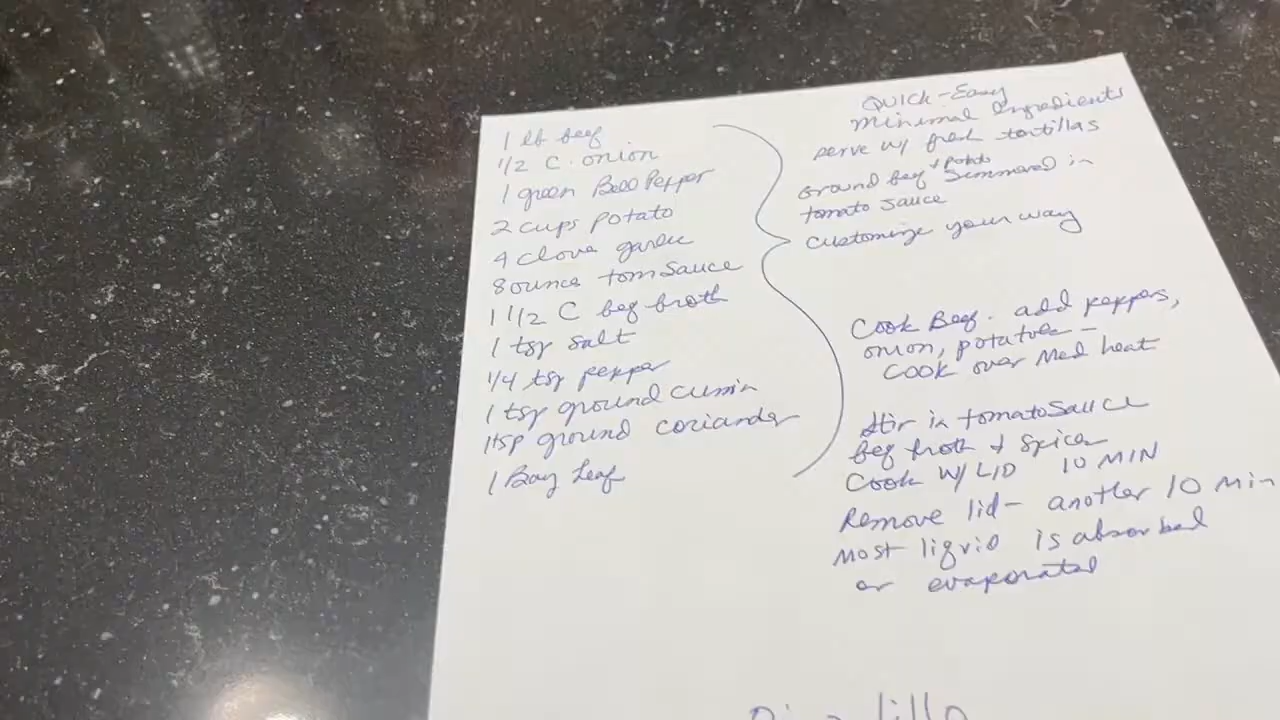 1 lb beef
1/2 C. onion
1 green Bell Pepper
2 cups potato
4 clove garlic
8 ounce tom sauce
1 1/2 C beef broth
1 tsp salt
1/4 tsp pepper
1 tsp ground cumin
1 tsp ground coriander
1 Bay Leaf
QUICK-Easy
Minimal Ingredients
serve w/ fresh tortillas
Ground beef + potato Simmered in
tomato sauce
customize your way
Cook Beef. add peppers,
onion, potatoes -
cook over Med heat
Stir in tomato sauce
beef broth + spices
Cook w/ LID 10 MIN
Remove lid- another 10 min
most liquid is absorbed
or evaporated